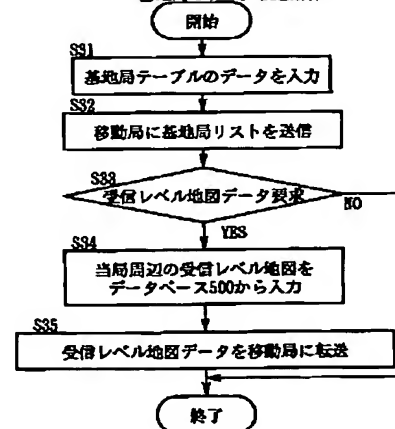 開始
S31
基地局テーブルのデータを入力
S32
移動局に基地局リストを送信
S33
受信レベル地図データ要求
NO
YES
S34
当局周辺の受信レベル地図を
データベース500から入力
S35
受信レベル地図データを移動局に転送
終了